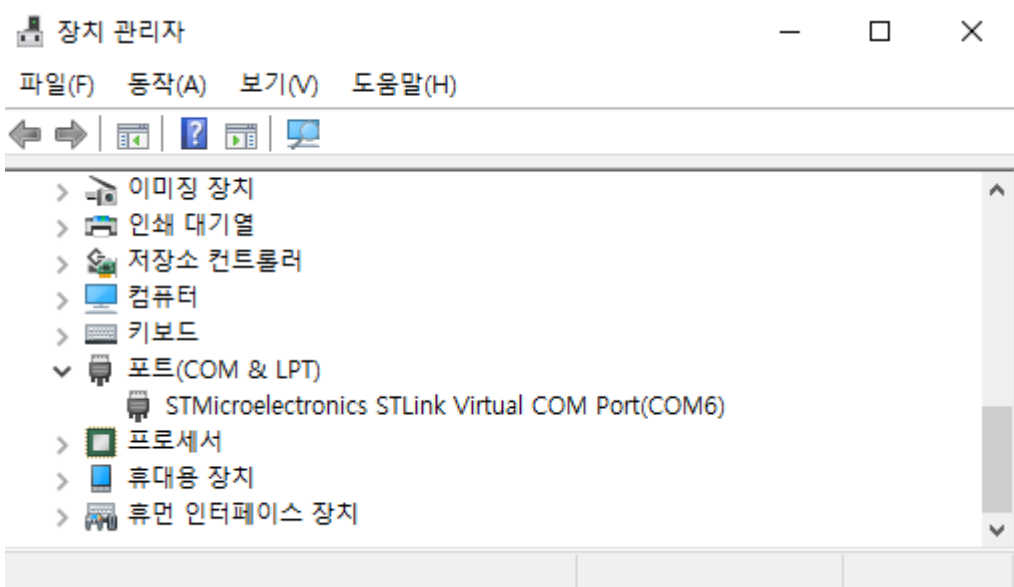 장치 관리자
파일(F) 동작(A) 보기(V) 도움말(H)
이미징 장치
인쇄 대기열
저장소 컨트롤러
컴퓨터
키보드
포트(COM & LPT)
STMicroelectronics STLink Virtual COM Port(COM6)
프로세서
휴대용 장치
휴먼 인터페이스 장치